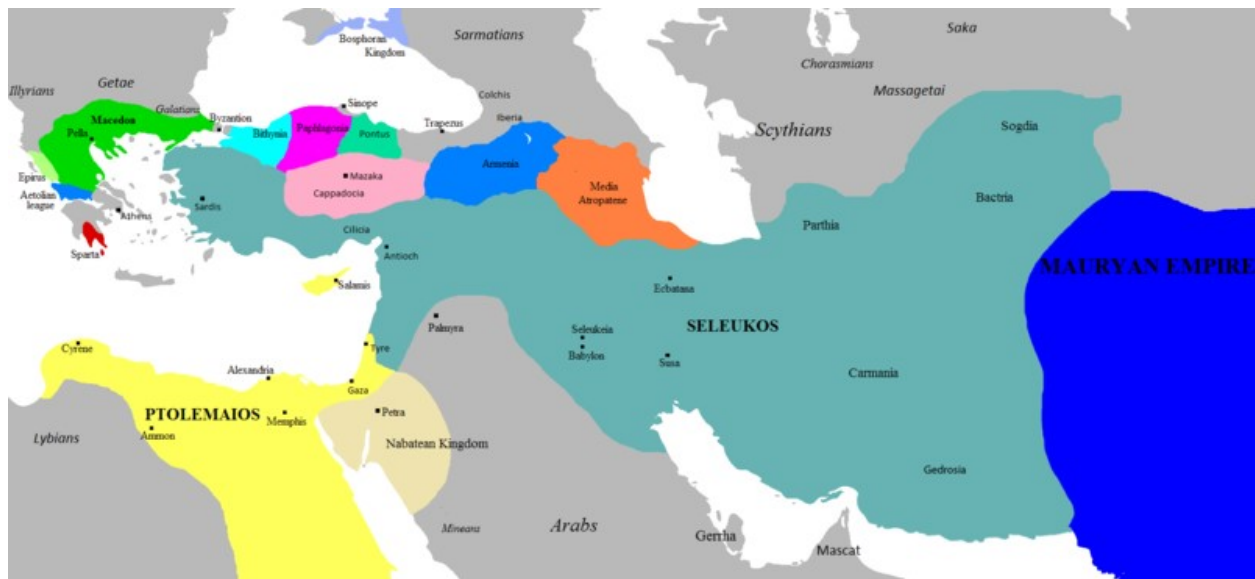 Bosphoran
Kingdom
Sarmatians
Saka
Chorasmians
Massagetai
Illyrians
Getae
Galatians
Macedon
Pella
Byzantion
Bithynia
Paphlagonia
Sinope
Pontus
Colchis
Trapezus
Iberia
Scythians
Sogdia
Epirus
Aetolian
league
Athens
Sparta
Sardis
Mazaka
Cappadocia
Cilicia
Armenia
Media
Atropatene
Parthia
Bactria
Antioch
MAURYAN EMPIRE
Salamis
Ecbatana
Palmyra
Seleukeia
Babylon
SELEUKOS
Susa
Carmania
Cyrene
Tyre
Alexandria
Gaza
PTOLEMAIOS
Memphis
Petra
Ammon
Lybians
Nabatean Kingdom
Gedrosia
Mineans
Arabs
Gerrha
Mascat